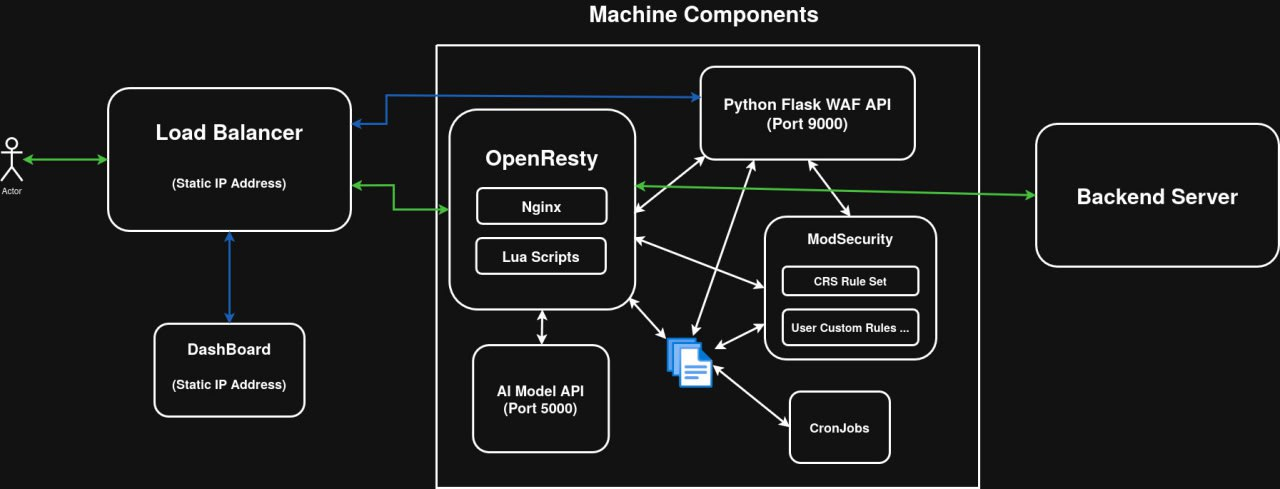 Machine Components
Load Balancer
(Static IP Address)
Actor
DashBoard
(Static IP Address)
OpenResty
Nginx
Lua Scripts
AI Model API
(Port 5000)
Python Flask WAF API
(Port 9000)
ModSecurity
CRS Rule Set
User Custom Rules ...
CronJobs
Backend Server